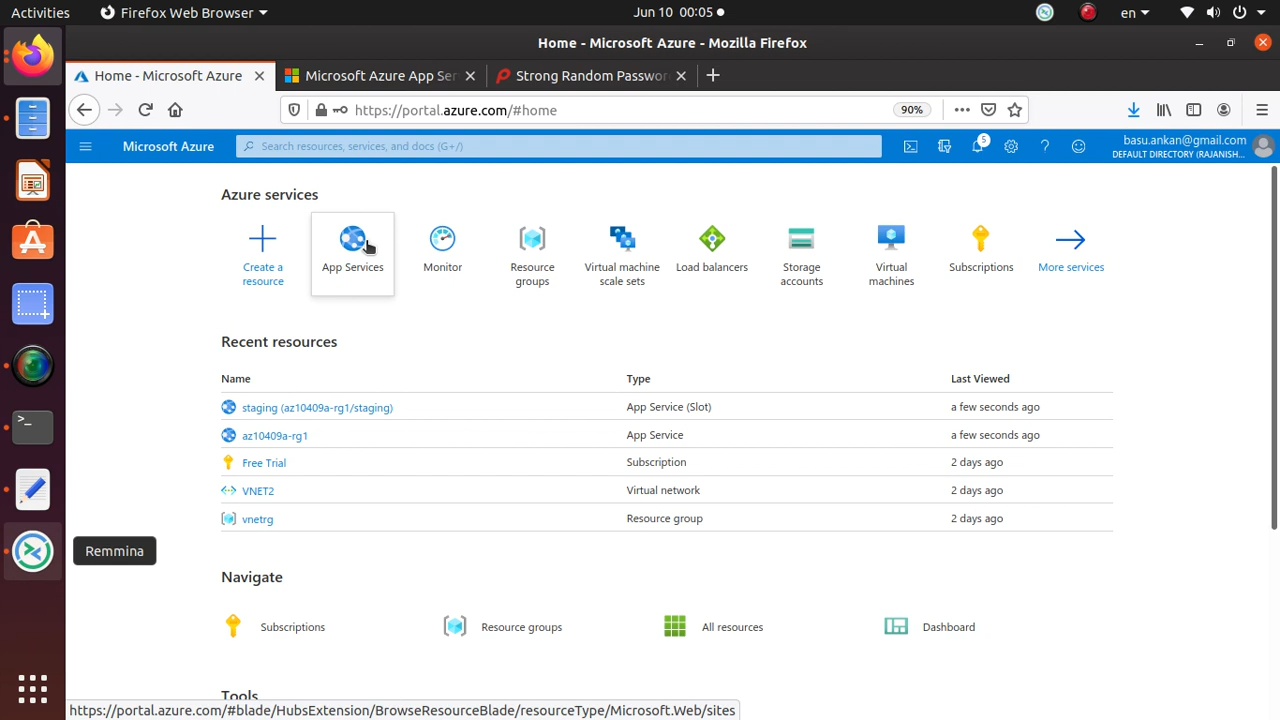 Activities
Firefox Web Browser
Jun 10 00:05
en
Home - Microsoft Azure - Mozilla Firefox
Home - Microsoft Azure
Microsoft Azure App Ser
Strong Random Passwor
https://portal.azure.com/#home
90%
Microsoft Azure
Search resources, services, and docs (G+/)
5
basu.ankan@gmail.com
DEFAULT DIRECTORY (RAJANISH...
Azure services
Create a resource
App Services
Monitor
Resource groups
Virtual machine scale sets
Load balancers
Storage accounts
Virtual machines
Subscriptions
More services
Recent resources
Name Type Last Viewed
staging (az10409a-rg1/staging) App Service (Slot) a few seconds ago
az10409a-rg1 App Service a few seconds ago
Free Trial Subscription 2 days ago
VNET2 Virtual network 2 days ago
vnetrg Resource group 2 days ago
Remmina
Navigate
Subscriptions Resource groups All resources Dashboard
Tools
https://portal.azure.com/#blade/HubsExtension/BrowseResourceBlade/resourceType/Microsoft.Web/sites